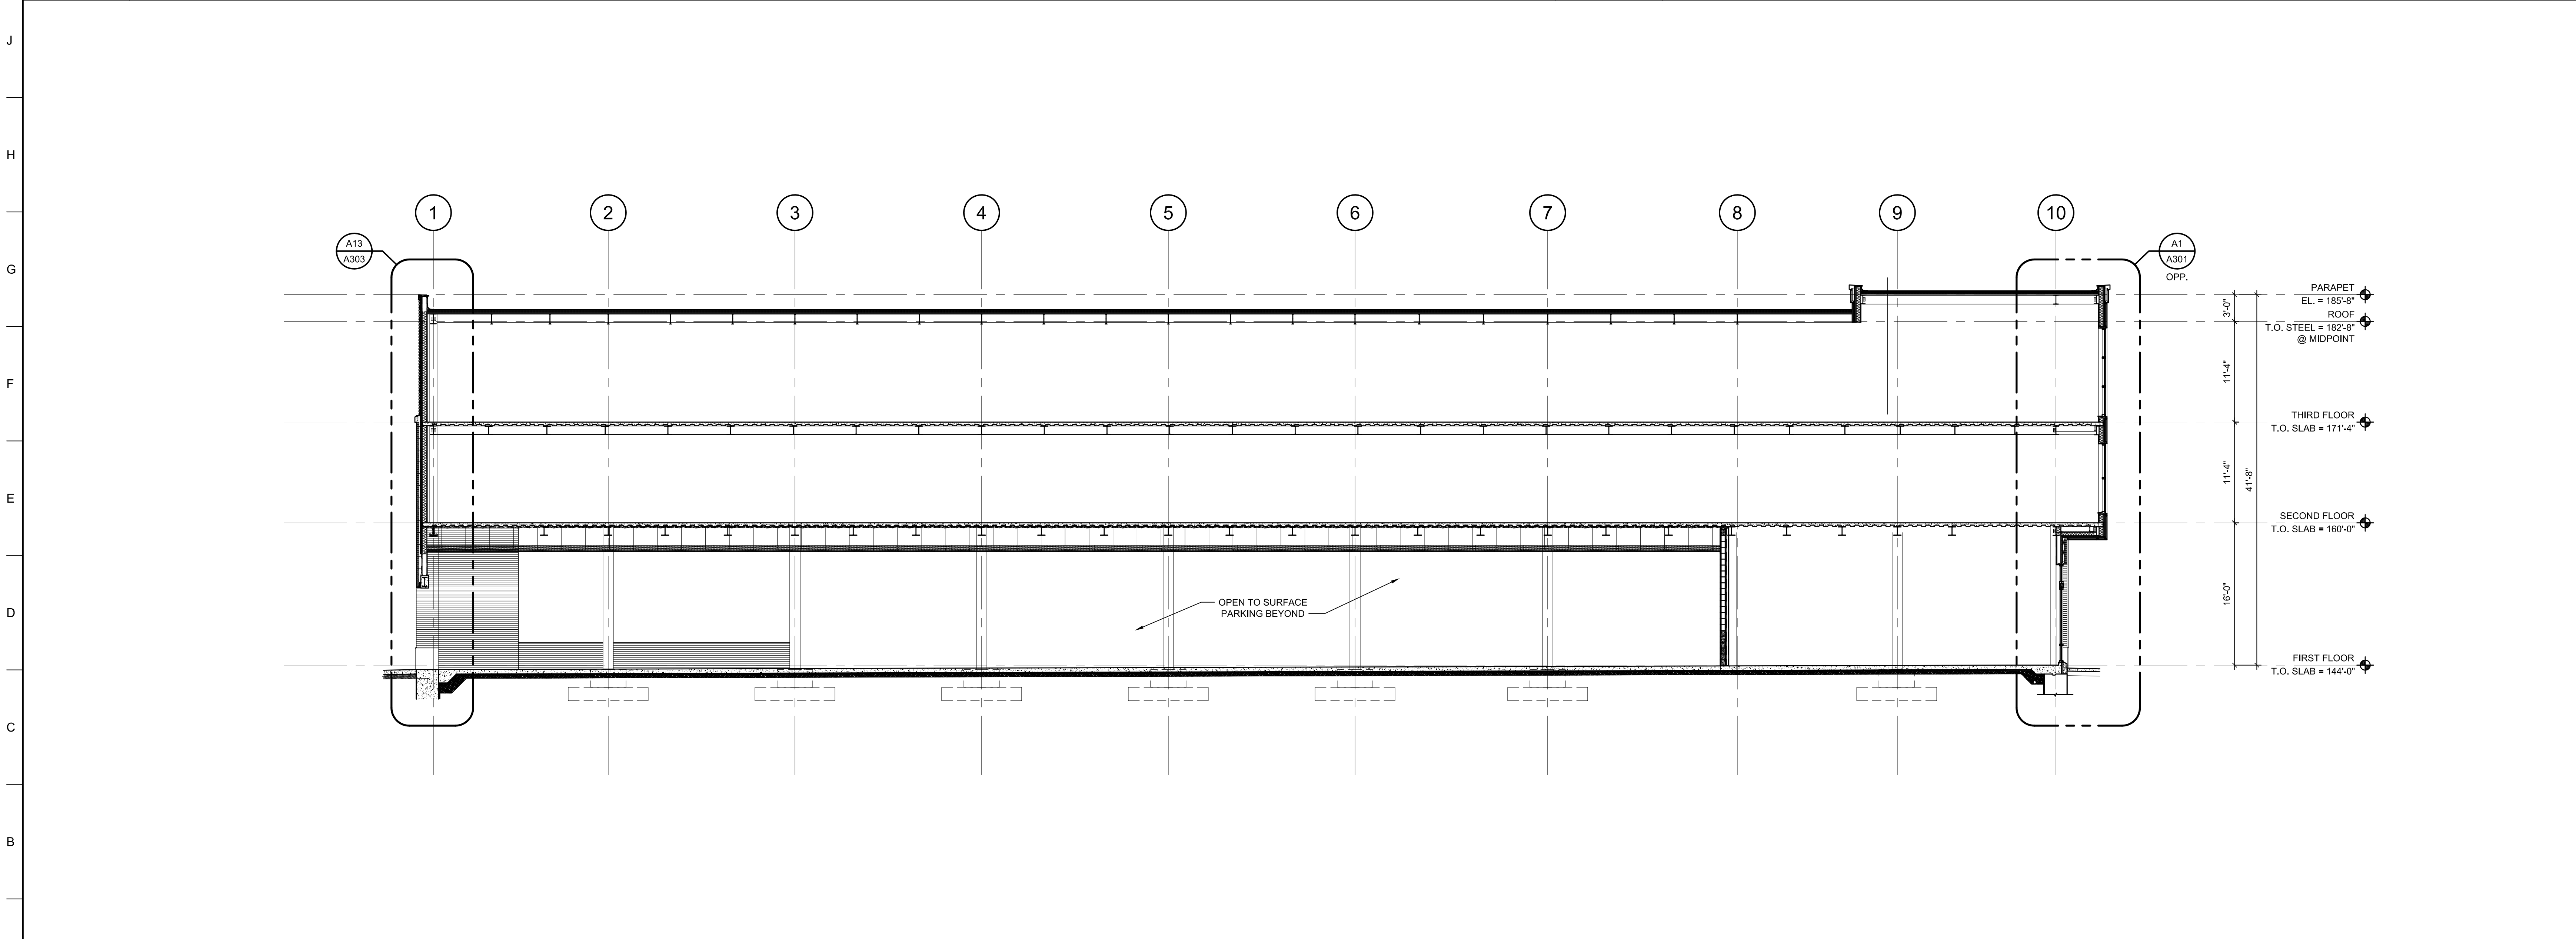 J
H
G
F
E
D
C
B
1
2
3
4
5
6
7
8
9
10
A13
A303
A1
A301
OPP.
PARAPET
EL. = 185'-8"
ROOF
T.O. STEEL = 182'-8"
@ MIDPOINT
THIRD FLOOR
T.O. SLAB = 171'-4"
SECOND FLOOR
T.O. SLAB = 160'-0"
FIRST FLOOR
T.O. SLAB = 144'-0"
3'-0"
11'-4"
11'-4"
16'-0"
41'-8"
OPEN TO SURFACE
PARKING BEYOND